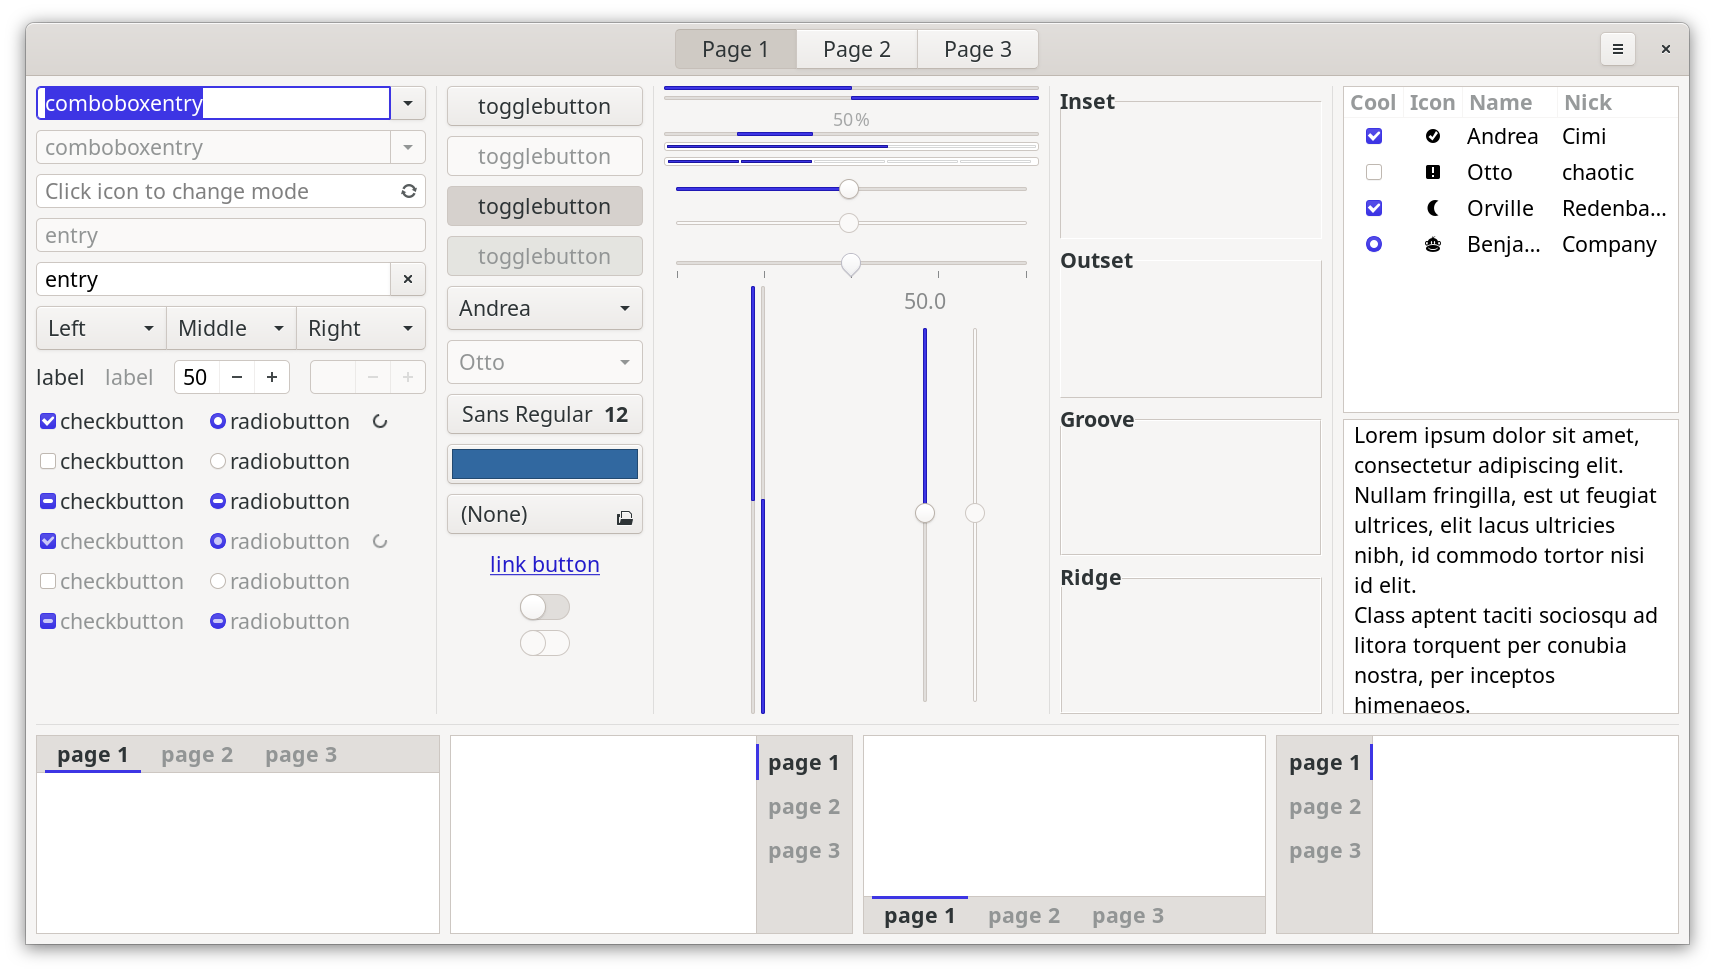 Page 1 Page 2 Page 3
comboboxentry
comboboxentry
Click icon to change mode
entry
entry
Left Middle Right
label label 50
checkbutton radiobutton
checkbutton radiobutton
checkbutton radiobutton
checkbutton radiobutton
checkbutton radiobutton
checkbutton radiobutton
togglebutton
togglebutton
togglebutton
togglebutton
Andrea
Otto
Sans Regular 12
(None)
link button
50%
50.0
Inset
Outset
Groove
Ridge
Cool Icon Name Nick
Andrea Cimi
Otto chaotic
Orville Redenba...
Benja... Company
Lorem ipsum dolor sit amet,
consectetur adipiscing elit.
Nullam fringilla, est ut feugiat
ultrices, elit lacus ultricies
nibh, id commodo tortor nisi
id elit.
Class aptent taciti sociosqu ad
litora torquent per conubia
nostra, per inceptos
himenaeos.
page 1 page 2 page 3
page 1
page 2
page 3
page 1 page 2 page 3
page 1
page 2
page 3